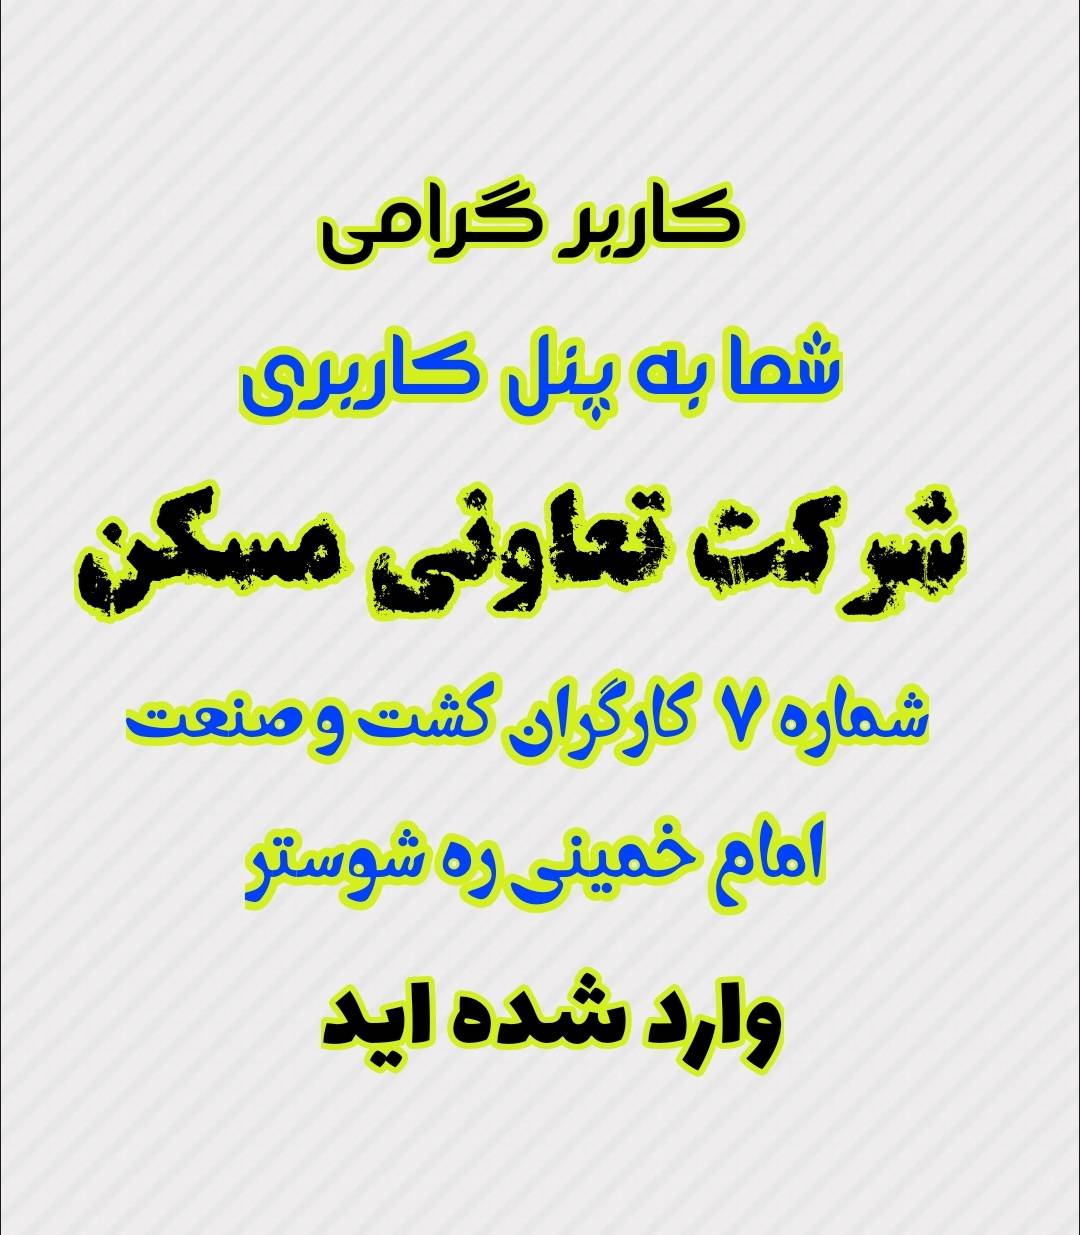 کاربر گرامی
شما به پنل کاربری
شرکت تعاونی مسکن
شماره ۷ کارگران کشت و صنعت
امام خمینی ره شوستر
وارد شده اید